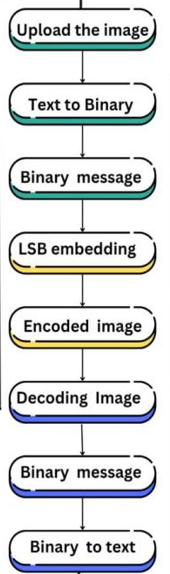 Upload the image
Text to Binary
Binary message
LSB embedding
Encoded image
Decoding Image
Binary message
Binary to text